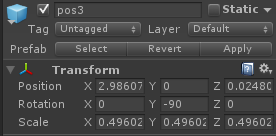 pos3 Static
Tag Untagged Layer Default
Prefab Select Revert Apply
Transform
Position X 2.98607 Y 0 Z 0.02480
Rotation X 0 Y -90 Z 0
Scale X 0.49602 Y 0.49602 Z 0.49602